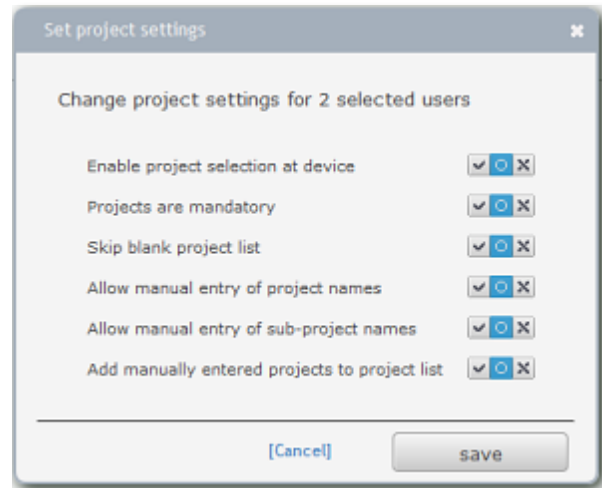 Set project settings
Change project settings for 2 selected users
Enable project selection at device
Projects are mandatory
Skip blank project list
Allow manual entry of project names
Allow manual entry of sub-project names
Add manually entered projects to project list
[Cancel]
save